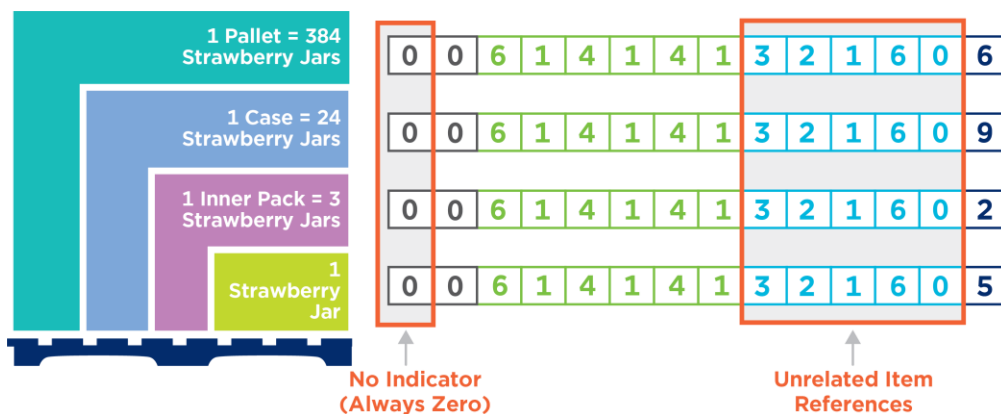 1 Pallet = 384
Strawberry Jars
0 0 6 1 4 1 4 1 3 2 1 6 0 6
1 Case = 24
Strawberry Jars
0 0 6 1 4 1 4 1 3 2 1 6 0 9
1 Inner Pack = 3
Strawberry Jars
0 0 6 1 4 1 4 1 3 2 1 6 0 2
1
Strawberry
Jar
0 0 6 1 4 1 4 1 3 2 1 6 0 5
No Indicator
(Always Zero)
Unrelated Item
References